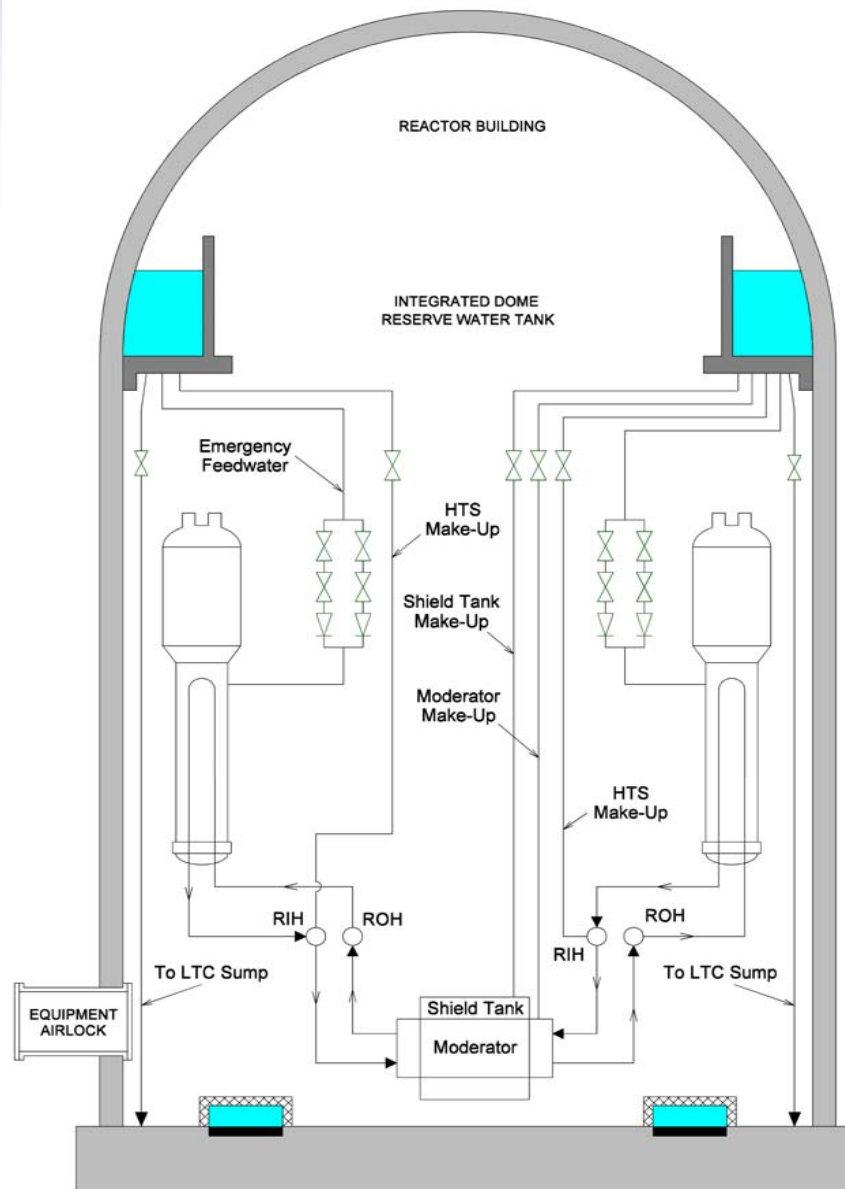 REACTOR BUILDING
INTEGRATED DOME
RESERVE WATER TANK
Emergency
Feedwater
HTS
Make-Up
Shield Tank
Make-Up
Moderator
Make-Up
HTS
Make-Up
RIH
ROH
ROH
RIH
To LTC Sump
To LTC Sump
EQUIPMENT
AIRLOCK
Shield Tank
Moderator